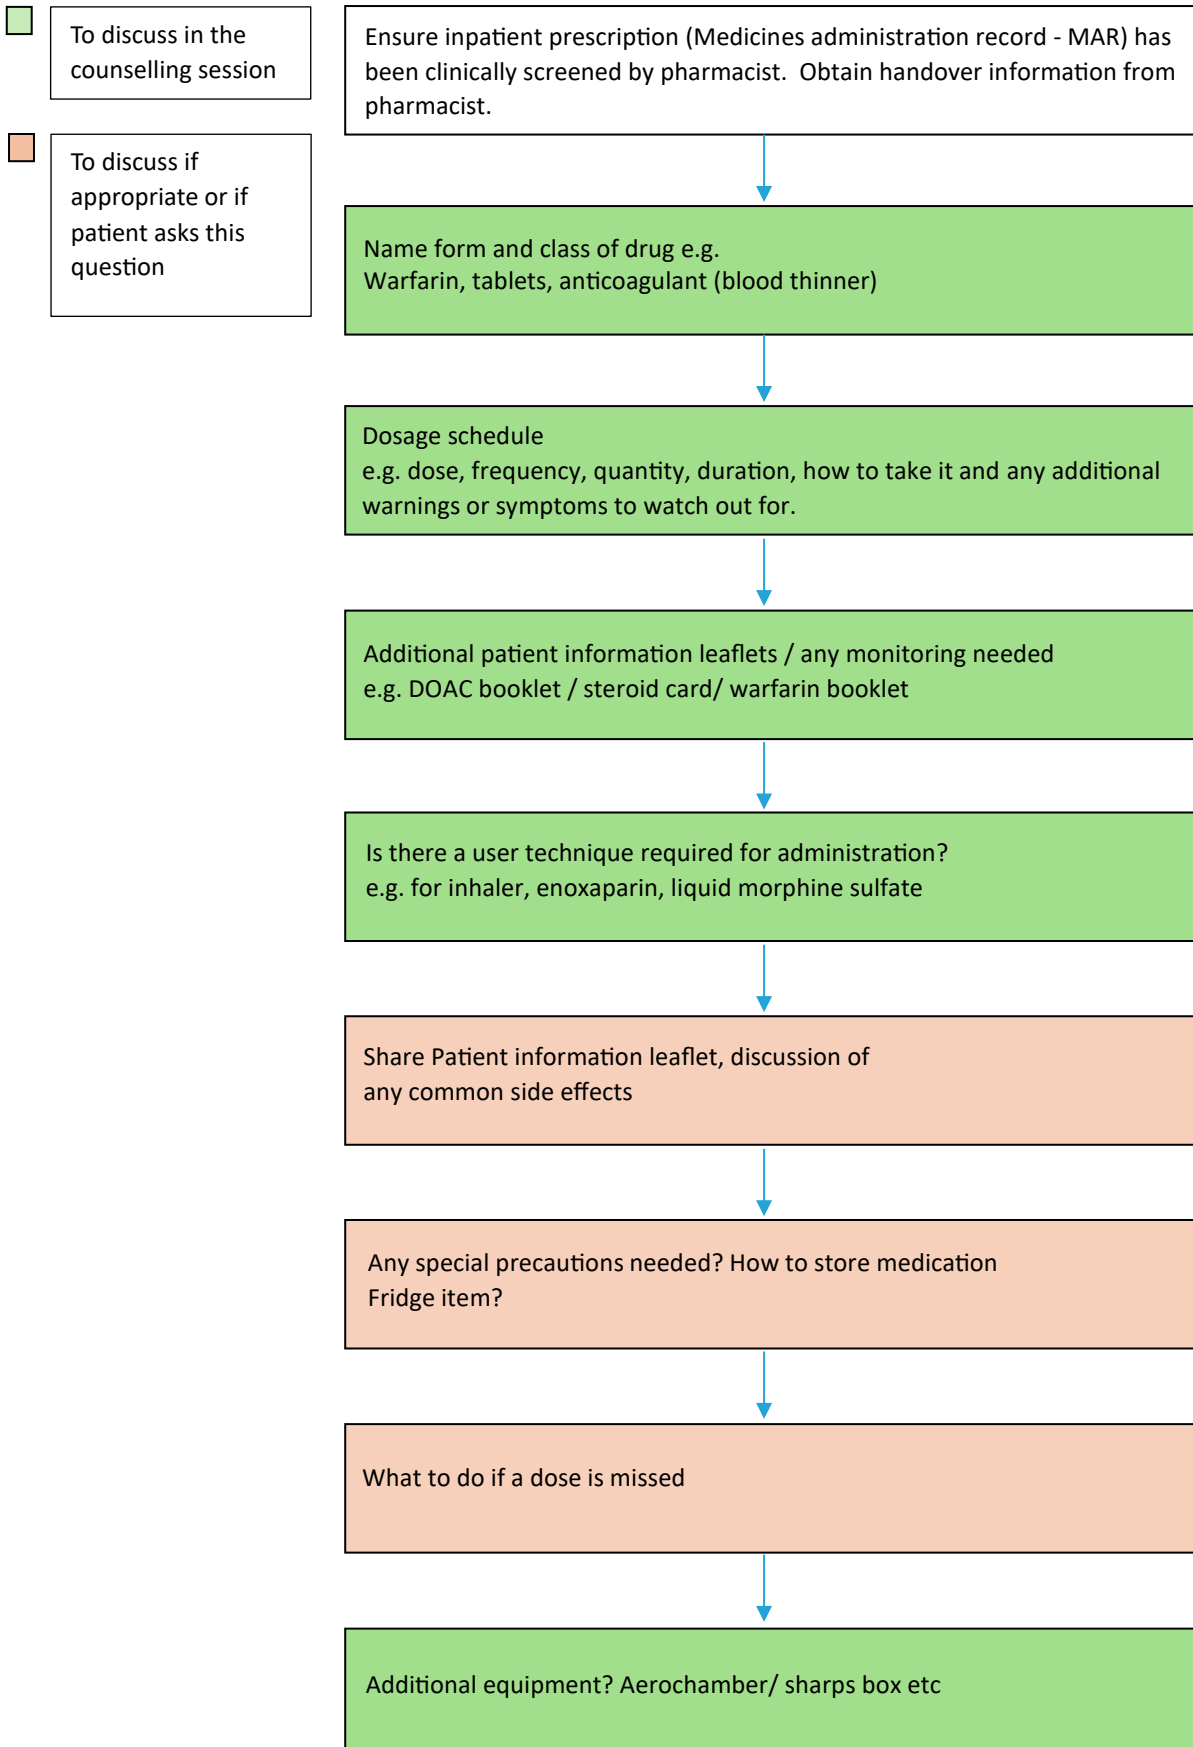 To discuss in the
counselling session
To discuss if
appropriate or if
patient asks this
question
Ensure inpatient prescription (Medicines administration record - MAR) has
been clinically screened by pharmacist.  Obtain handover information from
pharmacist.
Name form and class of drug e.g.
Warfarin, tablets, anticoagulant (blood thinner)
Dosage schedule
e.g. dose, frequency, quantity, duration, how to take it and any additional
warnings or symptoms to watch out for.
Additional patient information leaflets / any monitoring needed
e.g. DOAC booklet / steroid card/ warfarin booklet
Is there a user technique required for administration?
e.g. for inhaler, enoxaparin, liquid morphine sulfate
Share Patient information leaflet, discussion of
any common side effects
Any special precautions needed? How to store medication
Fridge item?
What to do if a dose is missed
Additional equipment? Aerochamber/ sharps box etc